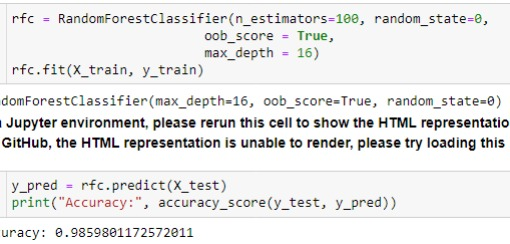 rfc = RandomForestClassifier(n_estimators=100, random_state=0,
oob_score = True,
max_depth = 16)
rfc.fit(X_train, y_train)
domForestClassifier(max_depth=16, oob_score=True, random_state=0)
Jupyter environment, please rerun this cell to show the HTML representatio
GitHub, the HTML representation is unable to render, please try loading this
y_pred = rfc.predict(X_test)
print("Accuracy:", accuracy_score(y_test, y_pred))
uracy: 0.9859801172572011